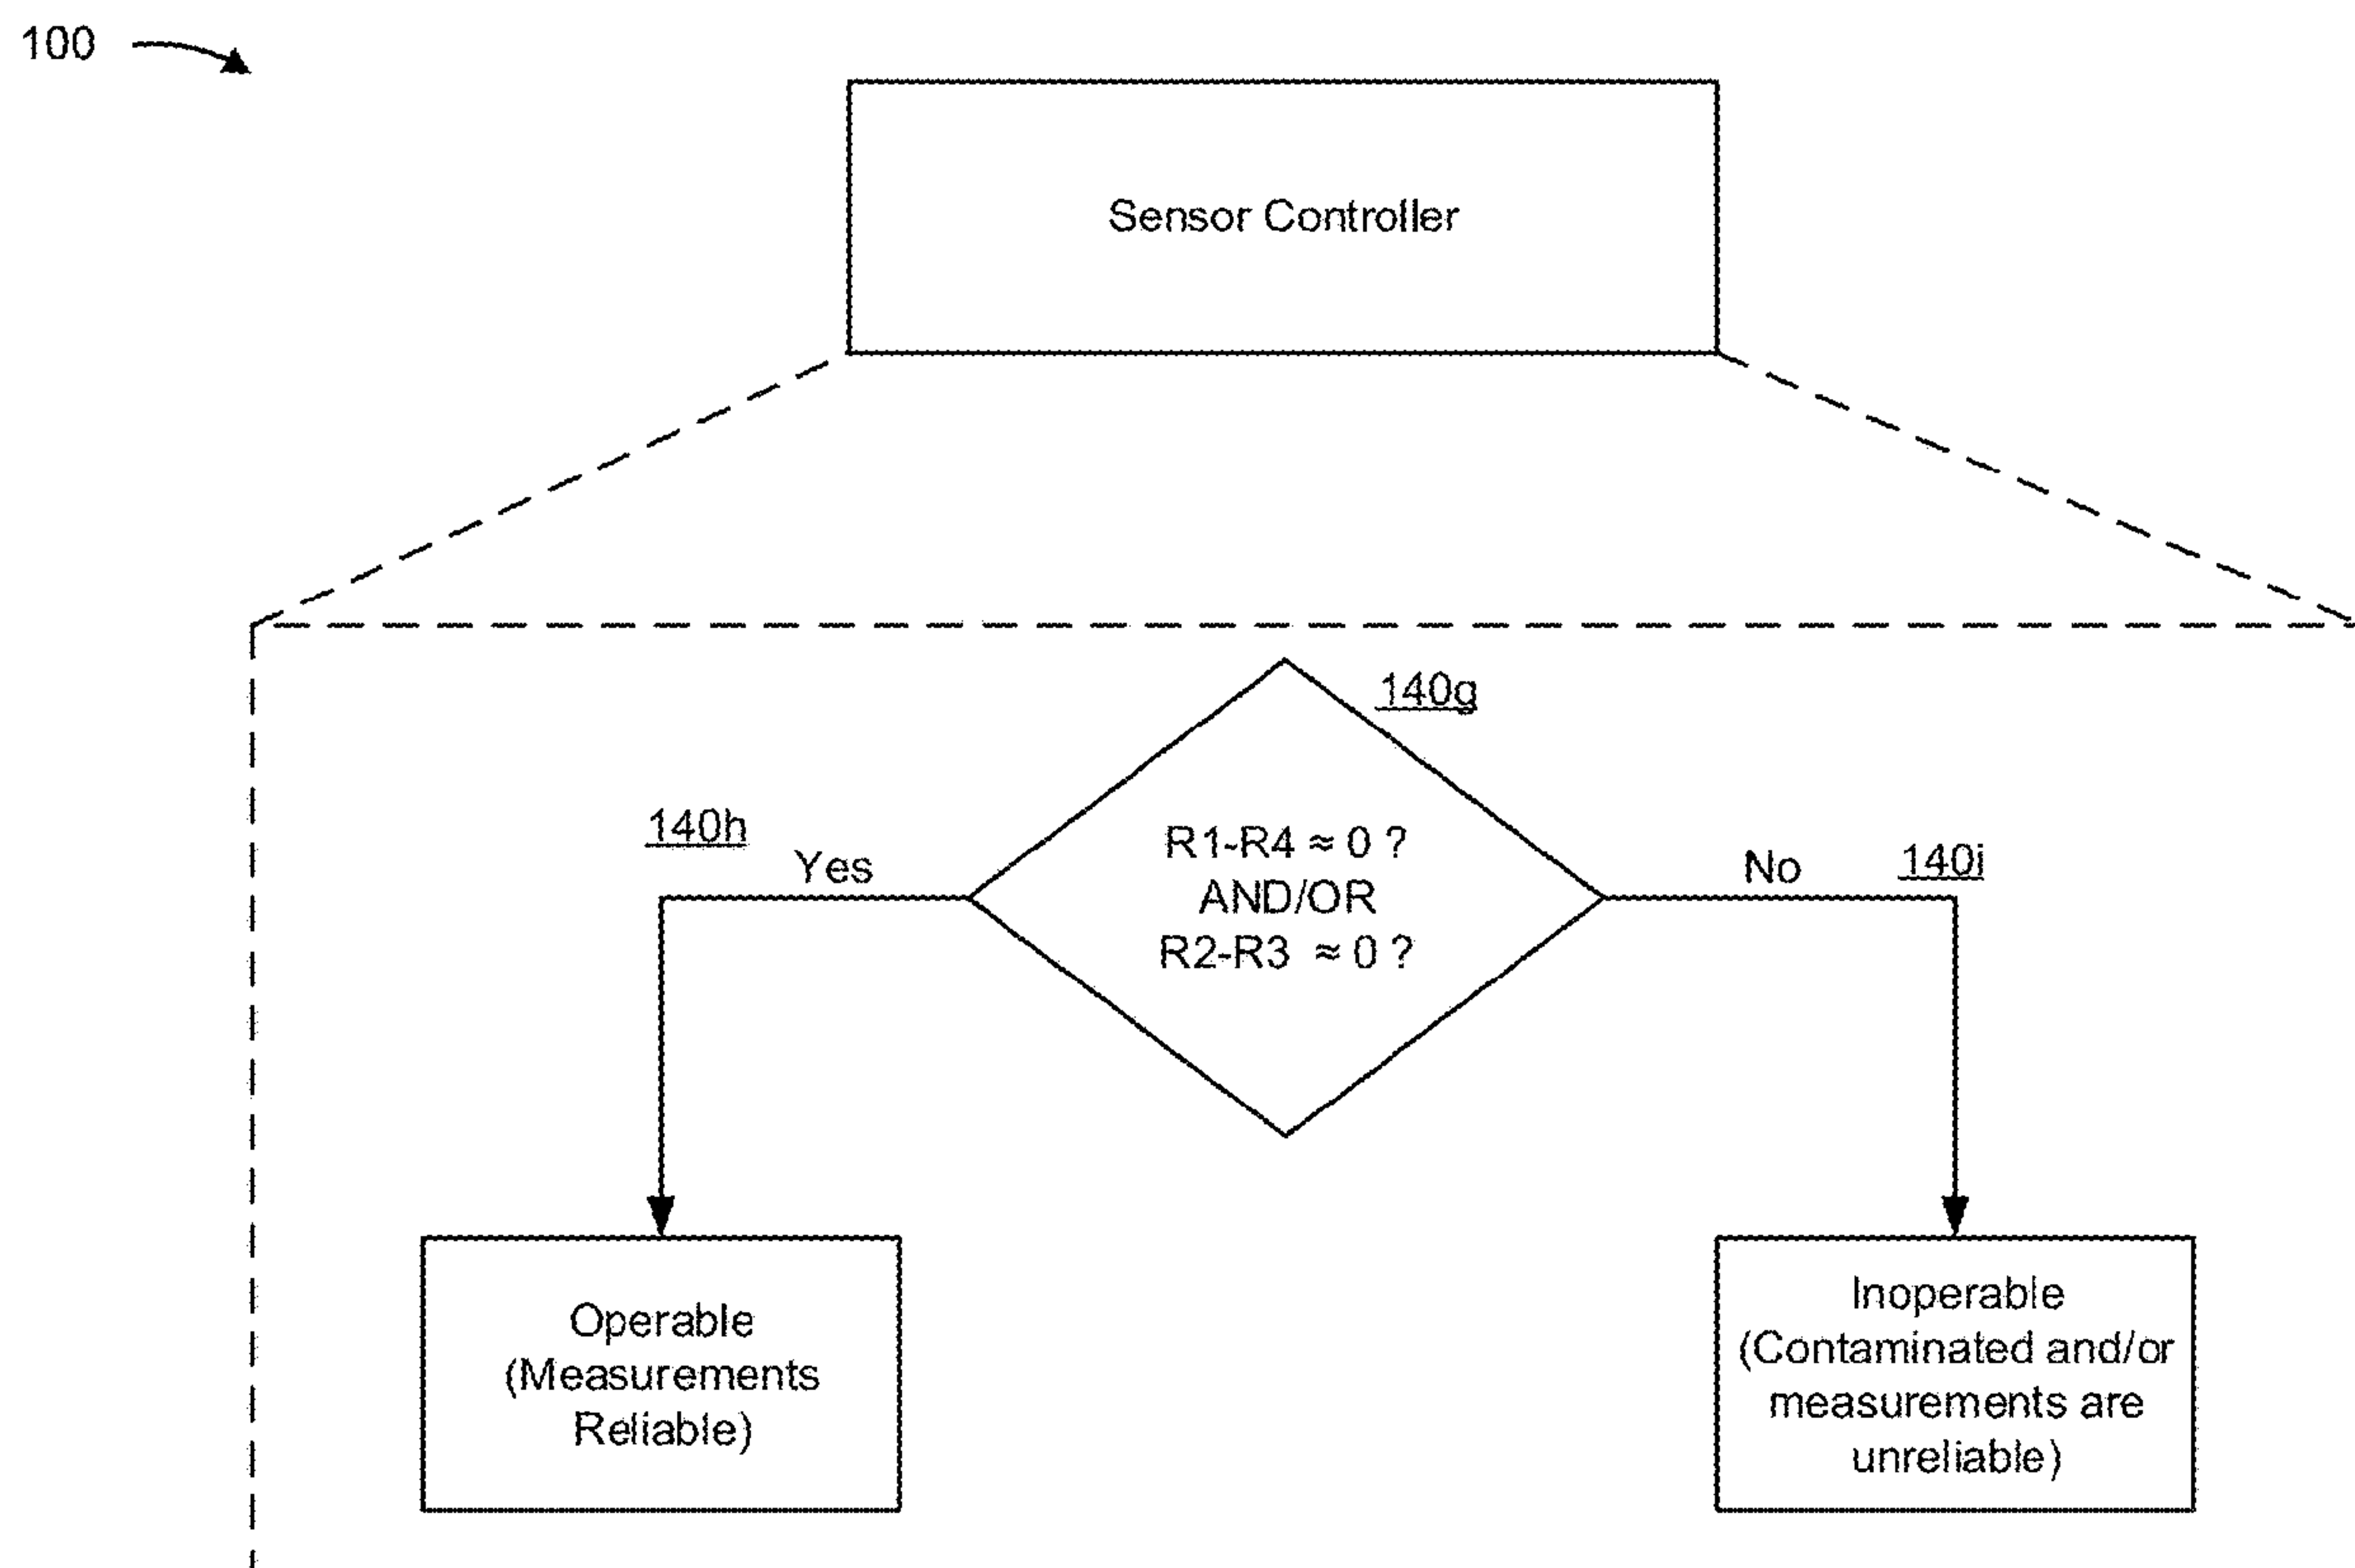 100
Sensor Controller
140g
140h
Yes
R1-R4 ≈ 0 ?
AND/OR
R2-R3 ≈ 0 ?
No
140i
Operable
(Measurements
Reliable)
Inoperable
(Contaminated and/or
measurements are
unreliable)